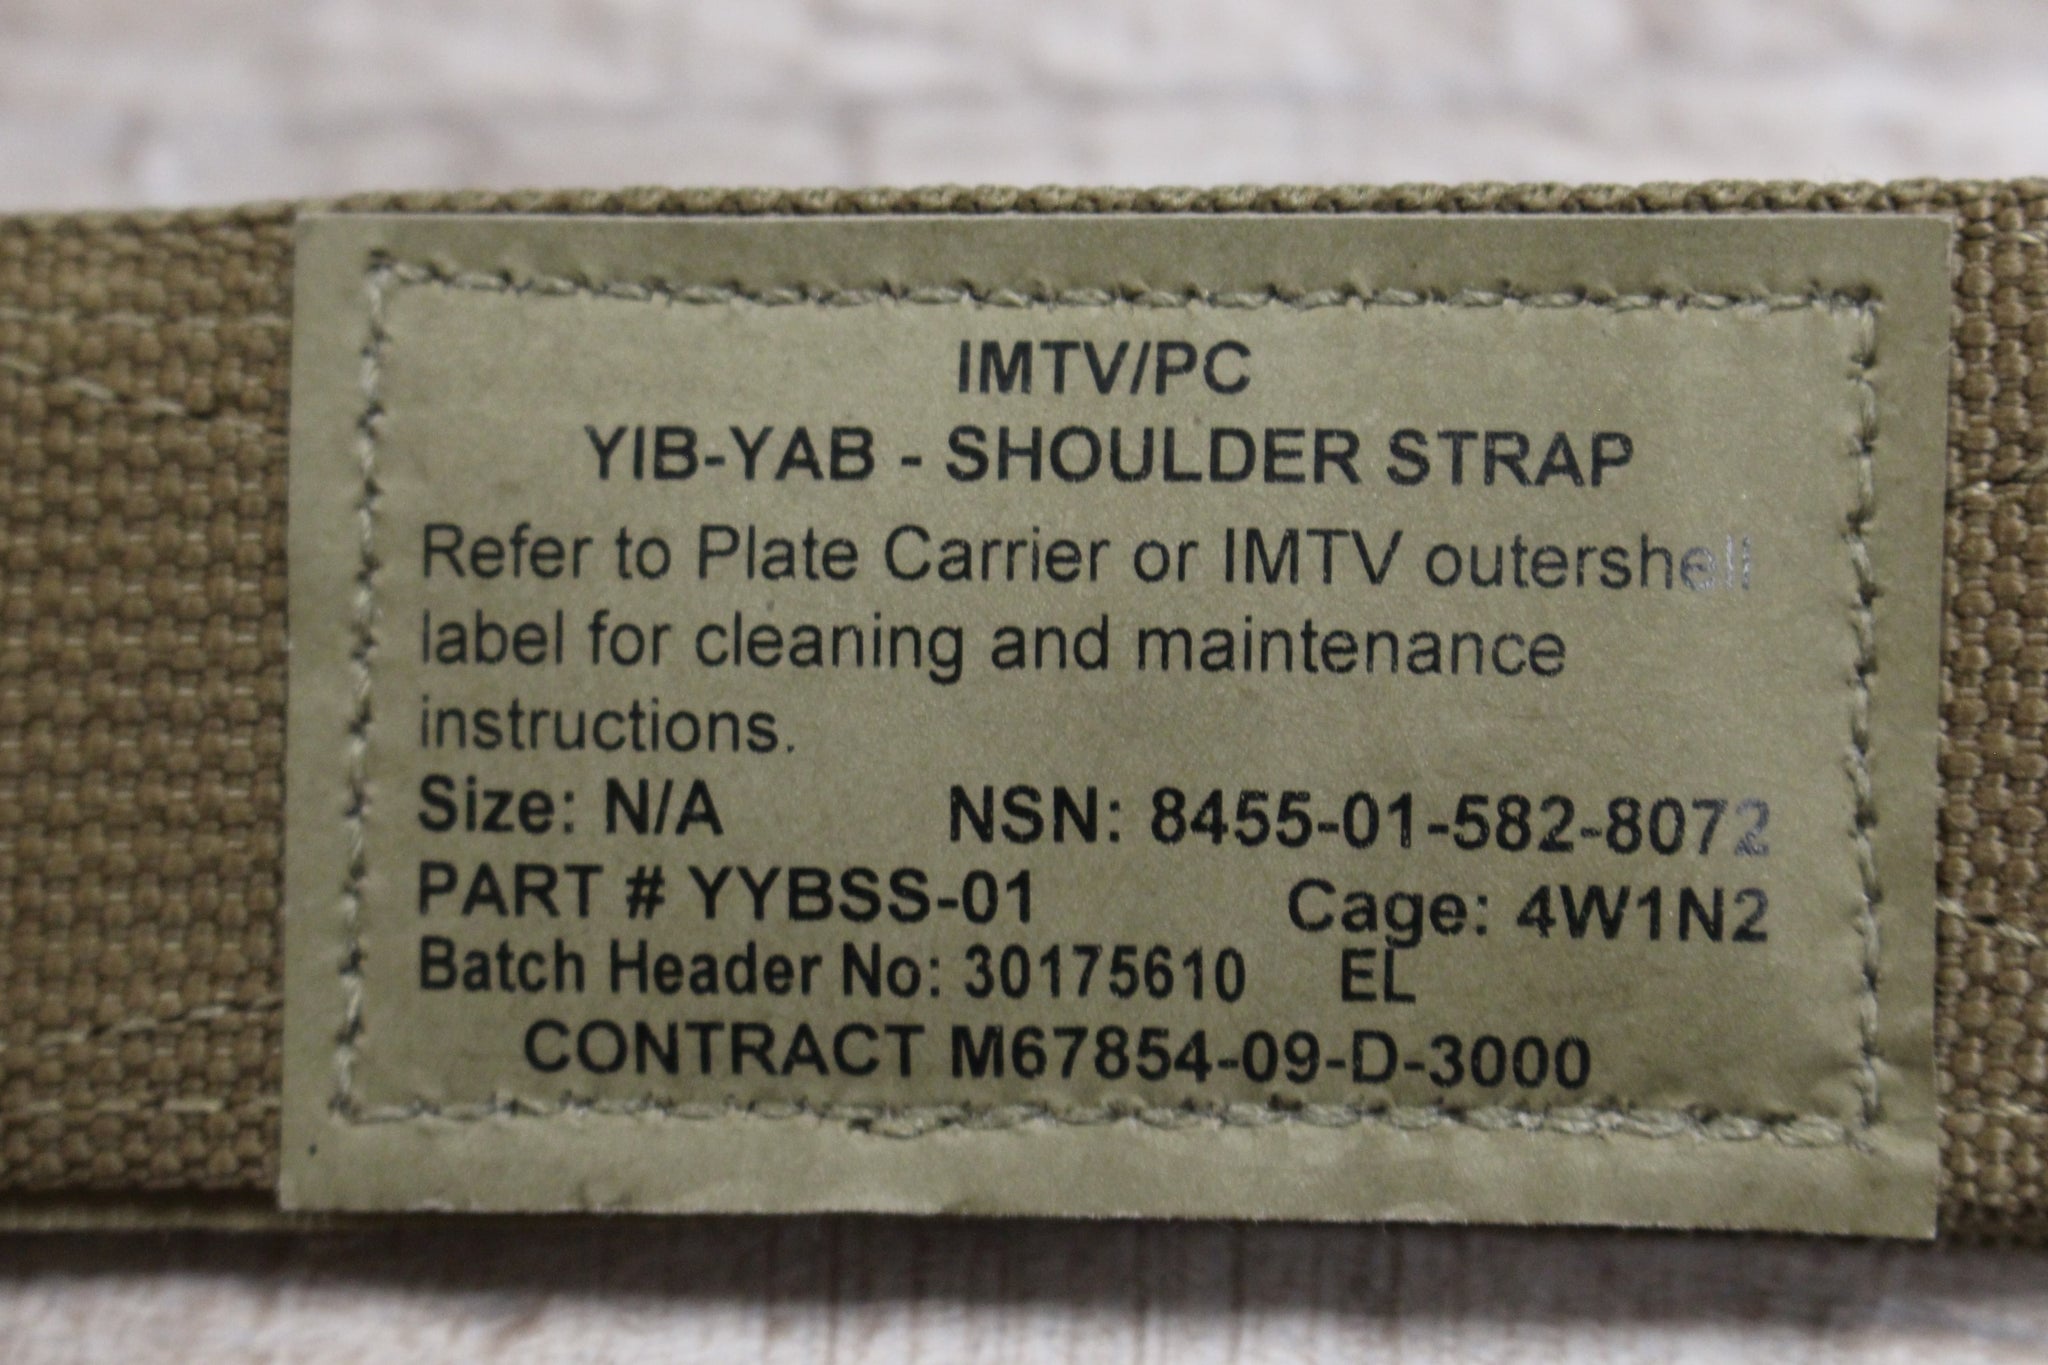 IMTV/PC
YIB-YAB - SHOULDER STRAP
Refer to Plate Carrier or IMTV outershell
label for cleaning and maintenance
instructions.
Size: N/A NSN: 8455-01-582-8072
PART # YYBSS-01 Cage: 4W1N2
Batch Header No: 30175610 EL
CONTRACT M67854-09-D-3000